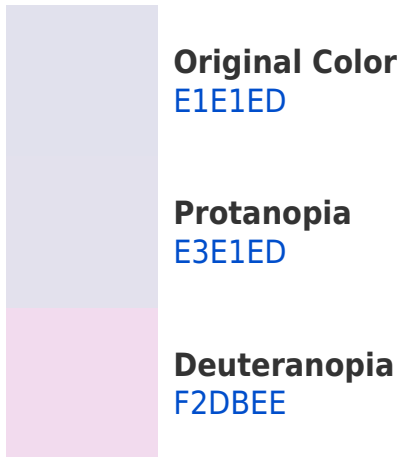 Original Color
E1E1ED
Protanopia
E3E1ED
Deuteranopia
F2DBEE